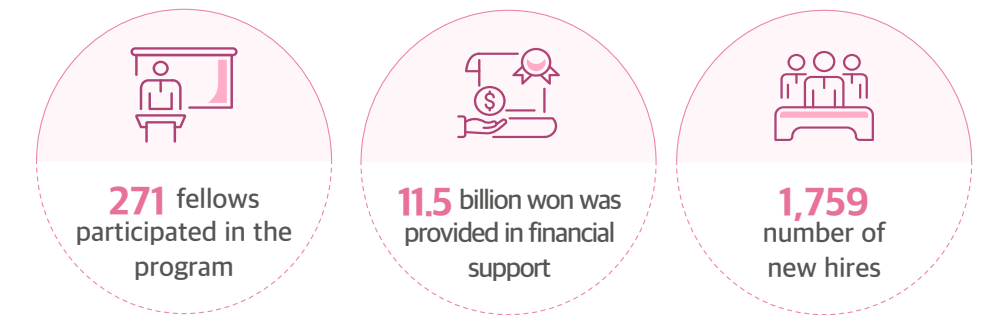 271 fellows
participated in the
program
11.5 billion won was
provided in financial
support
1,759
number of
new hires